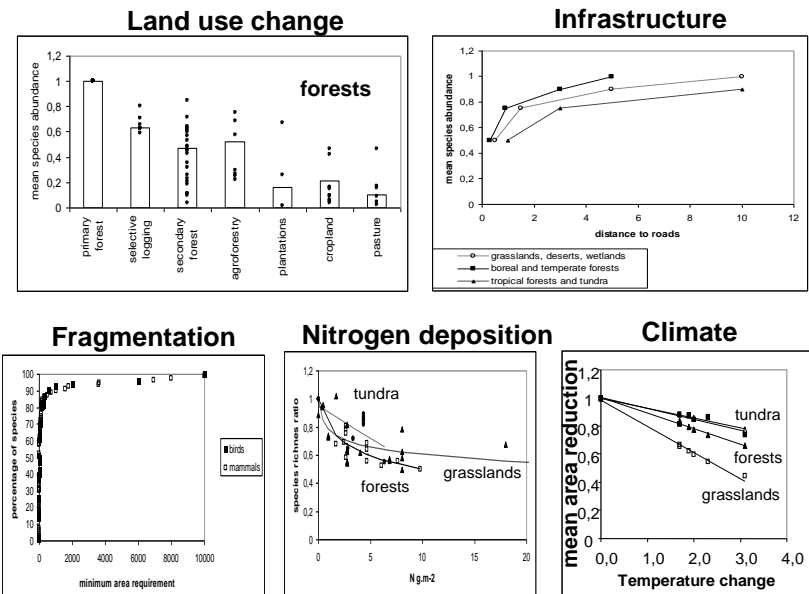 Land use change
mean species abundance
1,2
1
0,8
0,6
0,4
0,2
0
forests
primary
forest
selective
logging
secondary
forest
agroforestry
plantations
cropland
pasture
Infrastructure
mean species abundance
1,2
1,0
0,8
0,6
0,4
0,2
0,0
0 2 4 6 8 10 12
distance to roads
grasslands, deserts, wetlands
boreal and temperate forests
tropical forests and tundra
Fragmentation
percentage of species
100
90
80
70
60
50
40
30
20
10
0
0 2000 4000 6000 8000 10000
minimum area requirement
birds
mammals
Nitrogen deposition
species richnes ratio
1,2
1,0
0,8
0,6
0,4
0,2
0,0
tundra
grasslands
forests
0 5 10 15 20
N g.m-2
Climate
mean area reduction
1,2
1
0,8
0,6
0,4
0,2
0
tundra
forests
grasslands
0,0 1,0 2,0 3,0 4,0
Temperature change